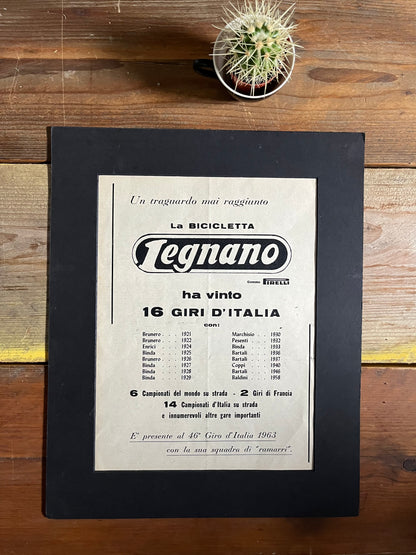 Un traguardo mai raggiunto
La BICICLETTA
Legnano
Gomme PIRELLI
ha vinto
16 GIRI D'ITALIA
con:
Brunero - 1921
Brunero - 1922
Enrici - 1924
Binda - 1925
Brunero - 1926
Binda - 1927
Binda - 1928
Binda - 1929
Marchisio - 1930
Pesenti - 1932
Binda - 1933
Bartali - 1936
Bartali - 1937
Coppi - 1940
Bartali - 1946
Baldini - 1958
6 Campionati del mondo su strada - 2 Giri di Francia
14 Campionati d'Italia su strada
e innumerevoli altre gare importanti
E' presente al 46° Giro d'Italia 1963
con la sua squadra di "ramarri".